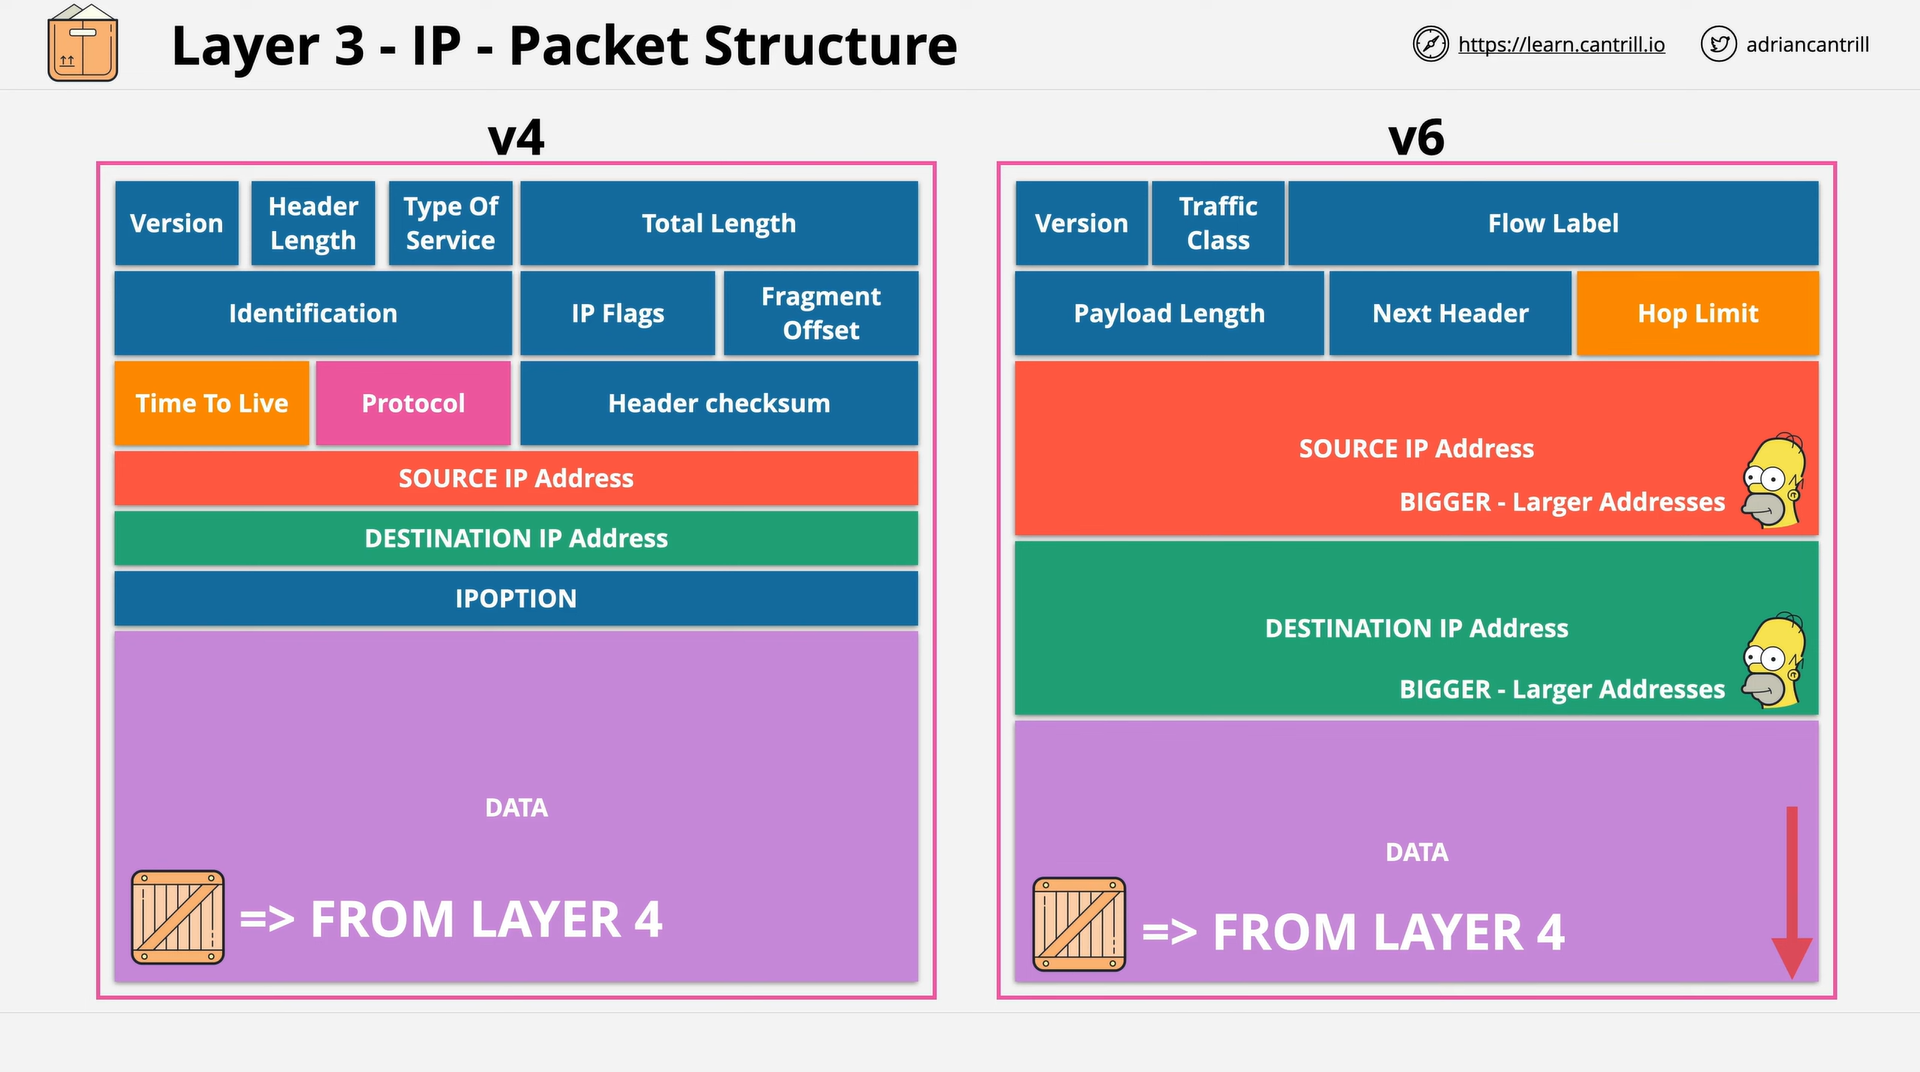 Layer 3 - IP - Packet Structure
https://learn.cantrill.io
adriancantrill
v4
Version
Header
Length
Type Of
Service
Total Length
Identification
IP Flags
Fragment
Offset
Time To Live
Protocol
Header checksum
SOURCE IP Address
DESTINATION IP Address
IPOPTION
DATA
=> FROM LAYER 4
v6
Version
Traffic
Class
Flow Label
Payload Length
Next Header
Hop Limit
SOURCE IP Address
BIGGER - Larger Addresses
DESTINATION IP Address
BIGGER - Larger Addresses
DATA
=> FROM LAYER 4